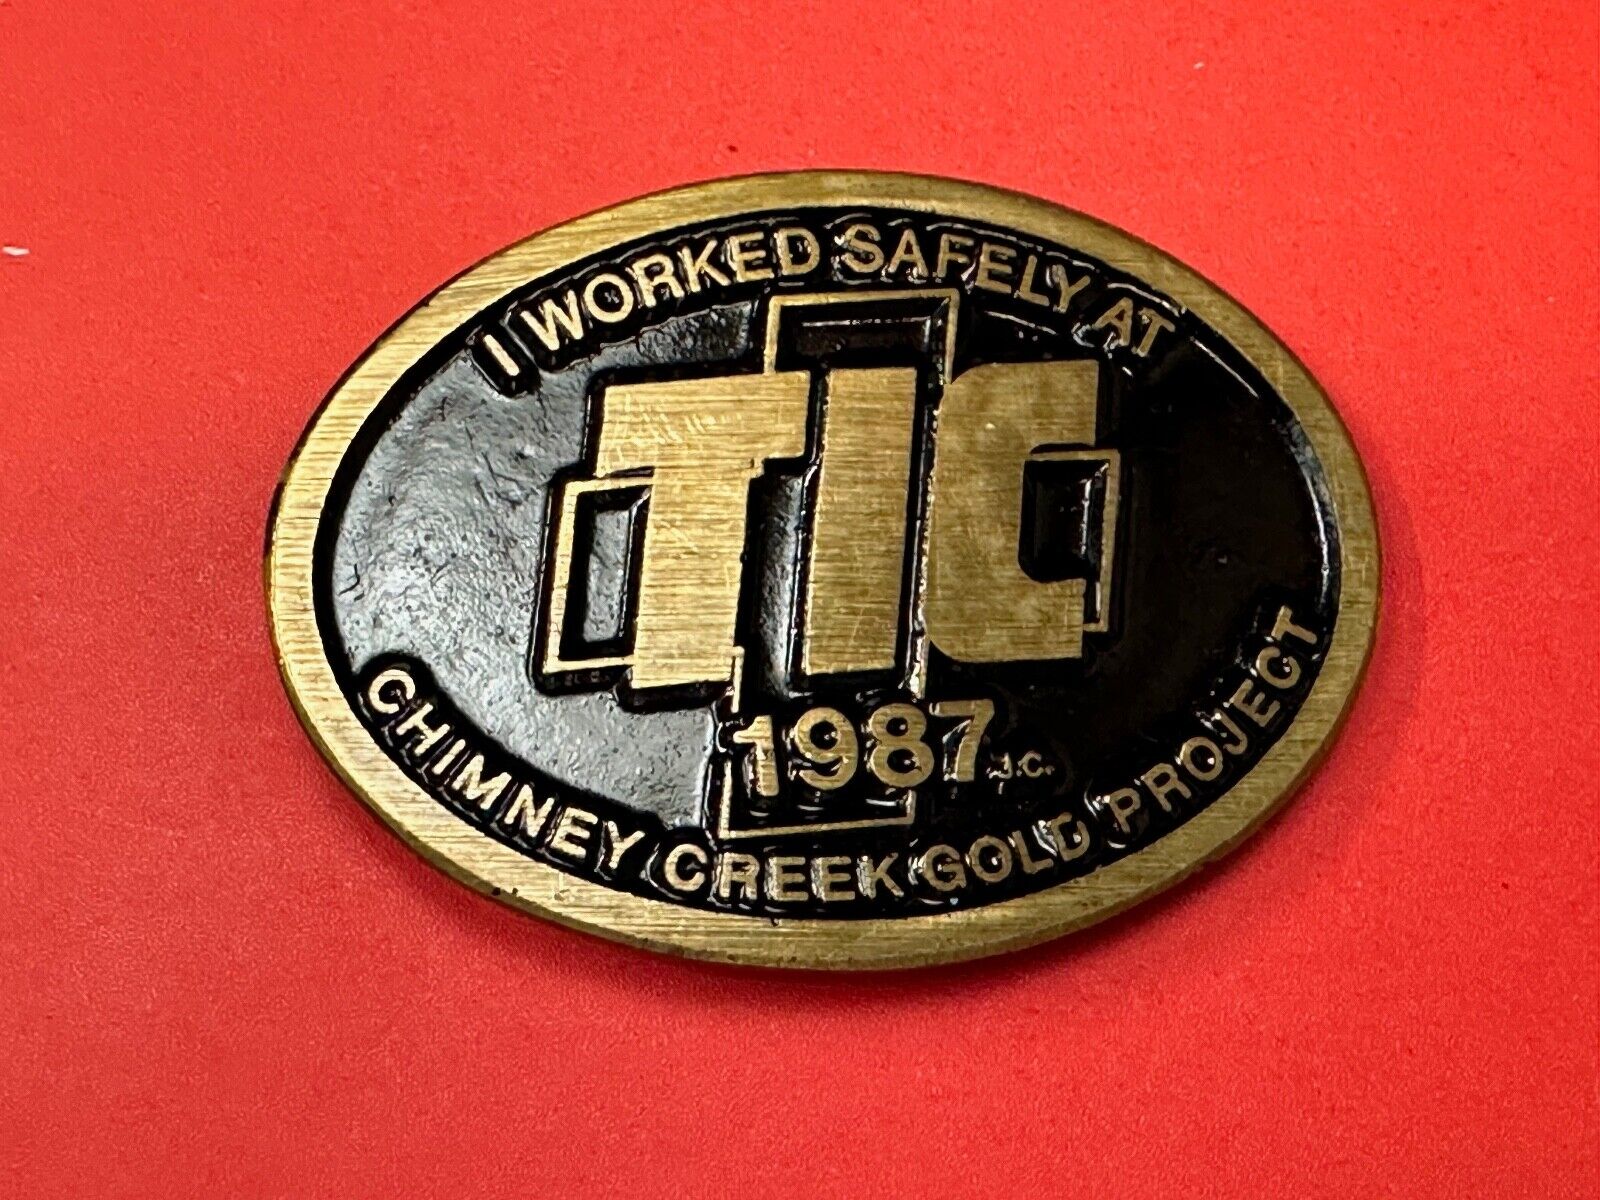 I WORKED SAFELY AT
TIC
1987 J.C.
CHIMNEY CREEK GOLD PROJECT